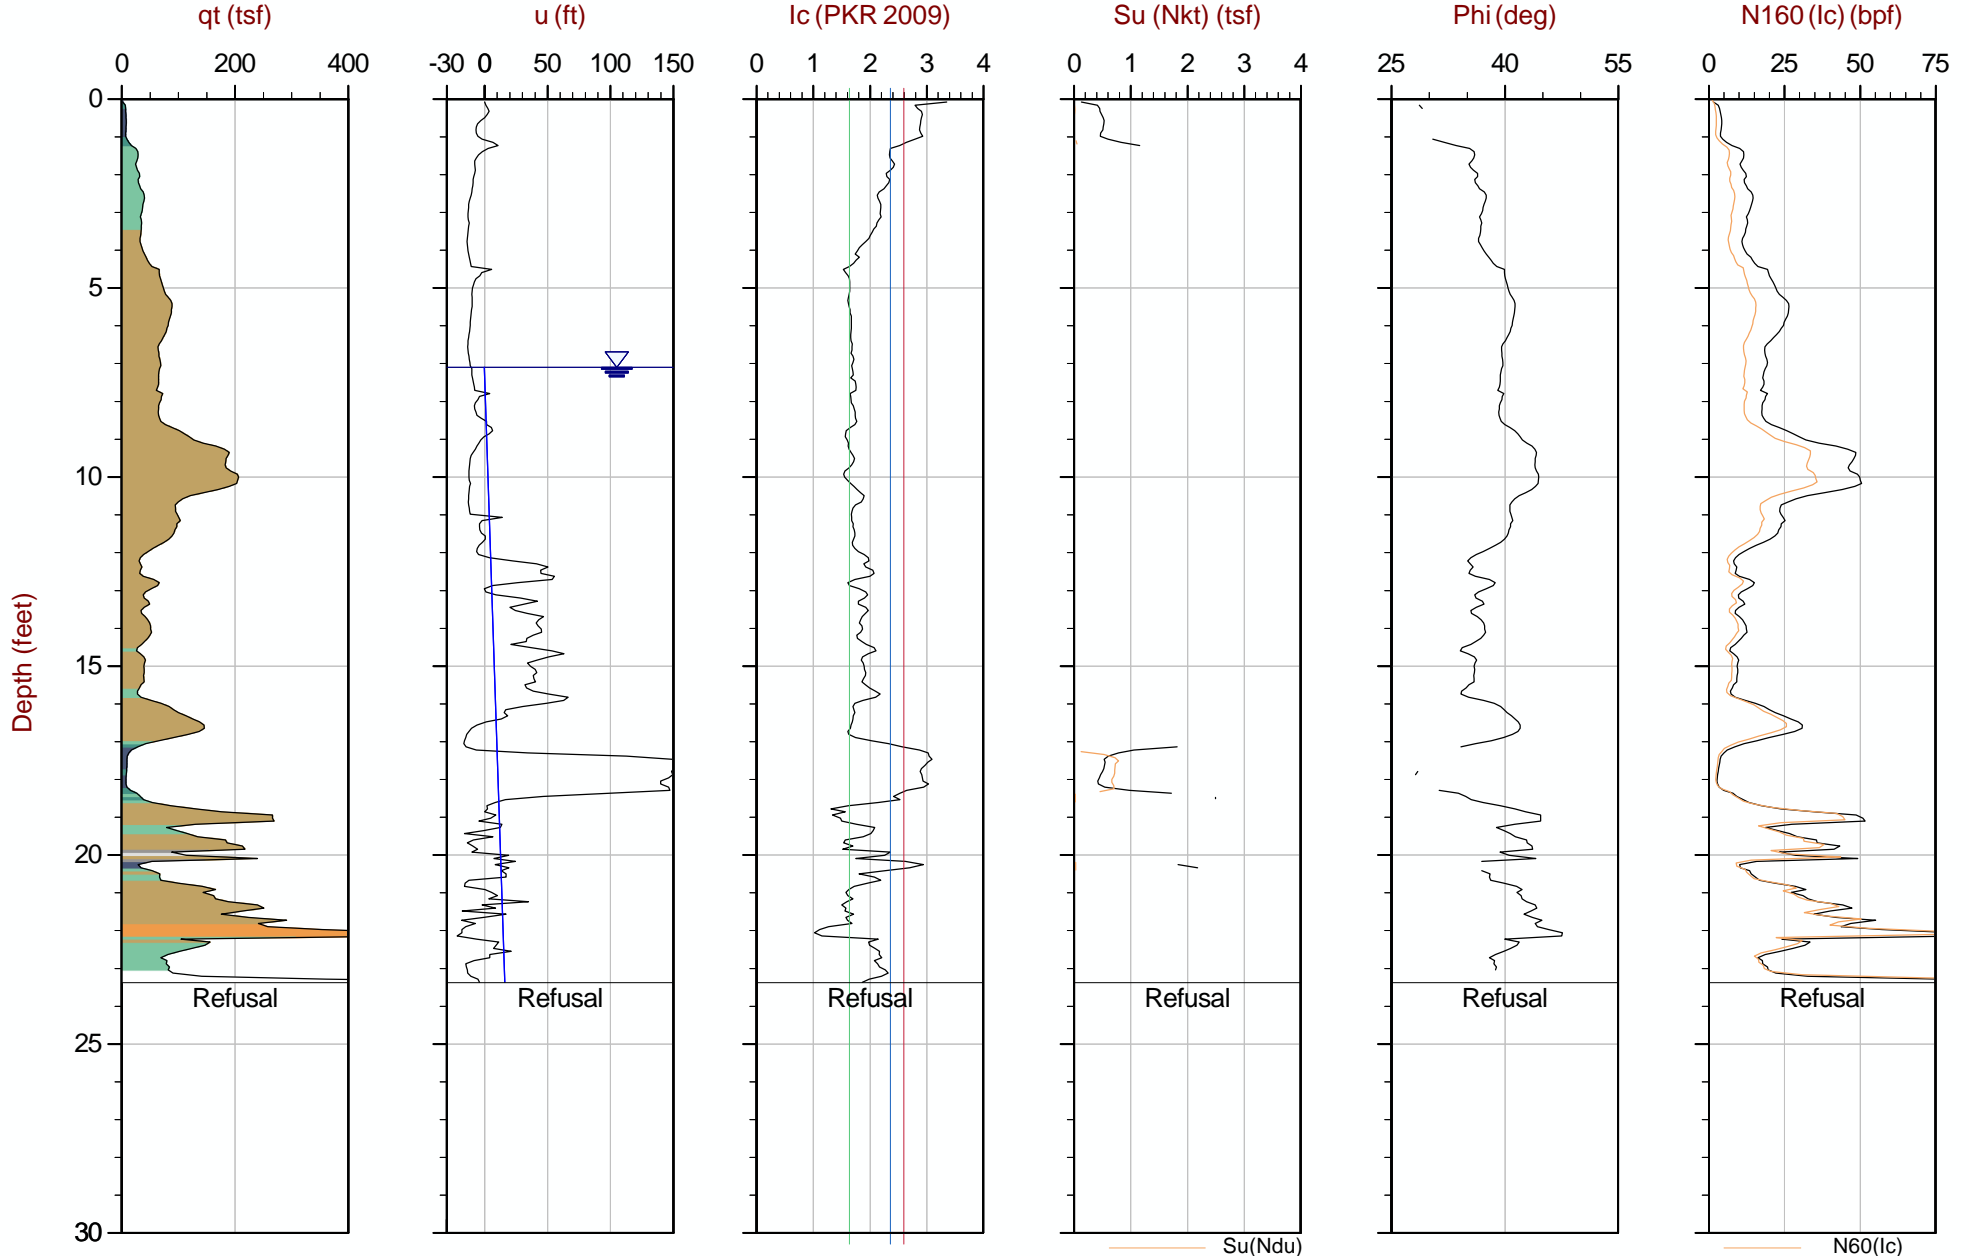 qt (tsf) u (ft) Ic (PKR 2009) Su (Nkt) (tsf) Phi (deg) N160 (Ic) (bpf)
0 200 400 -30 0 50 100 150 0 1 2 3 4 0 1 2 3 4 25 40 55 0 25 50 75
0
5
10
15
20
25
30
Depth (feet)
Refusal Refusal Refusal Refusal Refusal Refusal
Su(Ndu) N60(Ic)